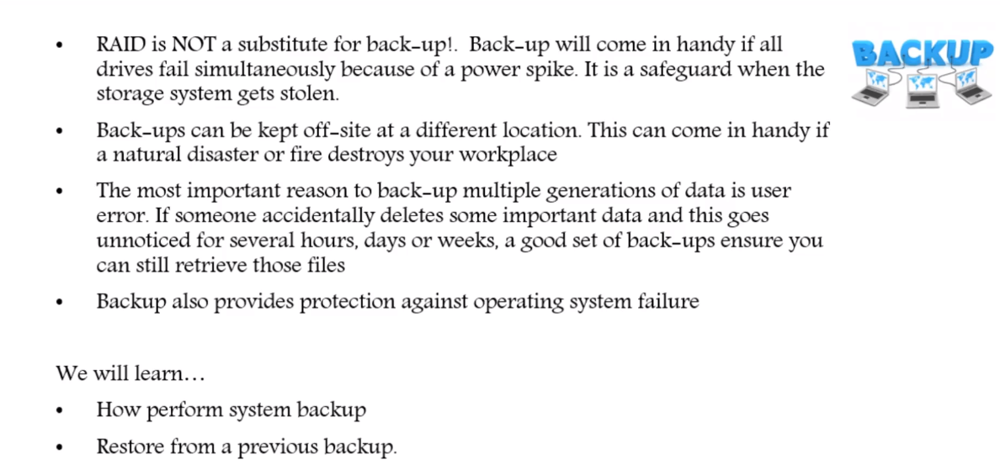 • RAID is NOT a substitute for back-up!. Back-up will come in handy if all
drives fail simultaneously because of a power spike. It is a safeguard when the
storage system gets stolen.
BACKUP
• Back-ups can be kept off-site at a different location. This can come in handy if
a natural disaster or fire destroys your workplace
• The most important reason to back-up multiple generations of data is user
error. If someone accidentally deletes some important data and this goes
unnoticed for several hours, days or weeks, a good set of back-ups ensure you
can still retrieve those files
• Backup also provides protection against operating system failure
We will learn...
• How perform system backup
• Restore from a previous backup.